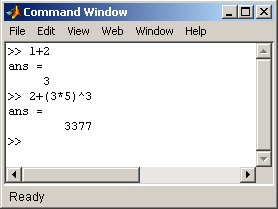 Command Window
File Edit View Web Window Help
>> 1+2
ans =
3
>> 2+(3*5)^3
ans =
3377
>>
Ready